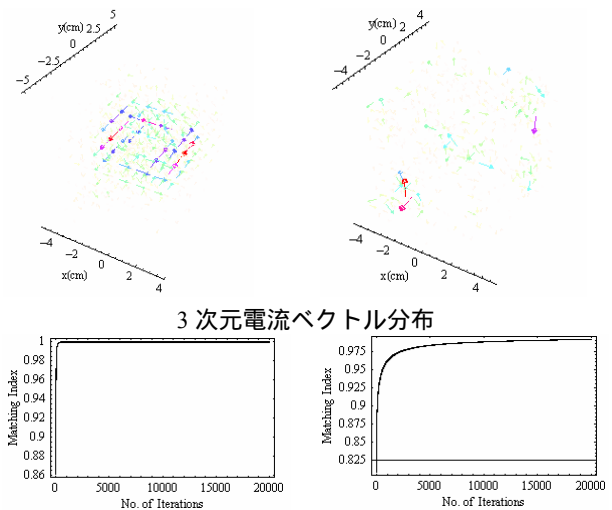 y(cm)
-5 -2.5 0 2.5 5
-4 -2 0 2 4
x(cm)
y(cm)
-4 -2 0 2 4
-4 -2 0 2 4
x(cm)
3 次元電流ベクトル分布
Matching Index
1
0.98
0.96
0.94
0.92
0.9
0.88
0.86
0 5000 10000 15000 20000
No. of Iterations
Matching Index
0.975
0.95
0.925
0.9
0.875
0.85
0.825
0 5000 10000 15000 20000
No. of Iterations